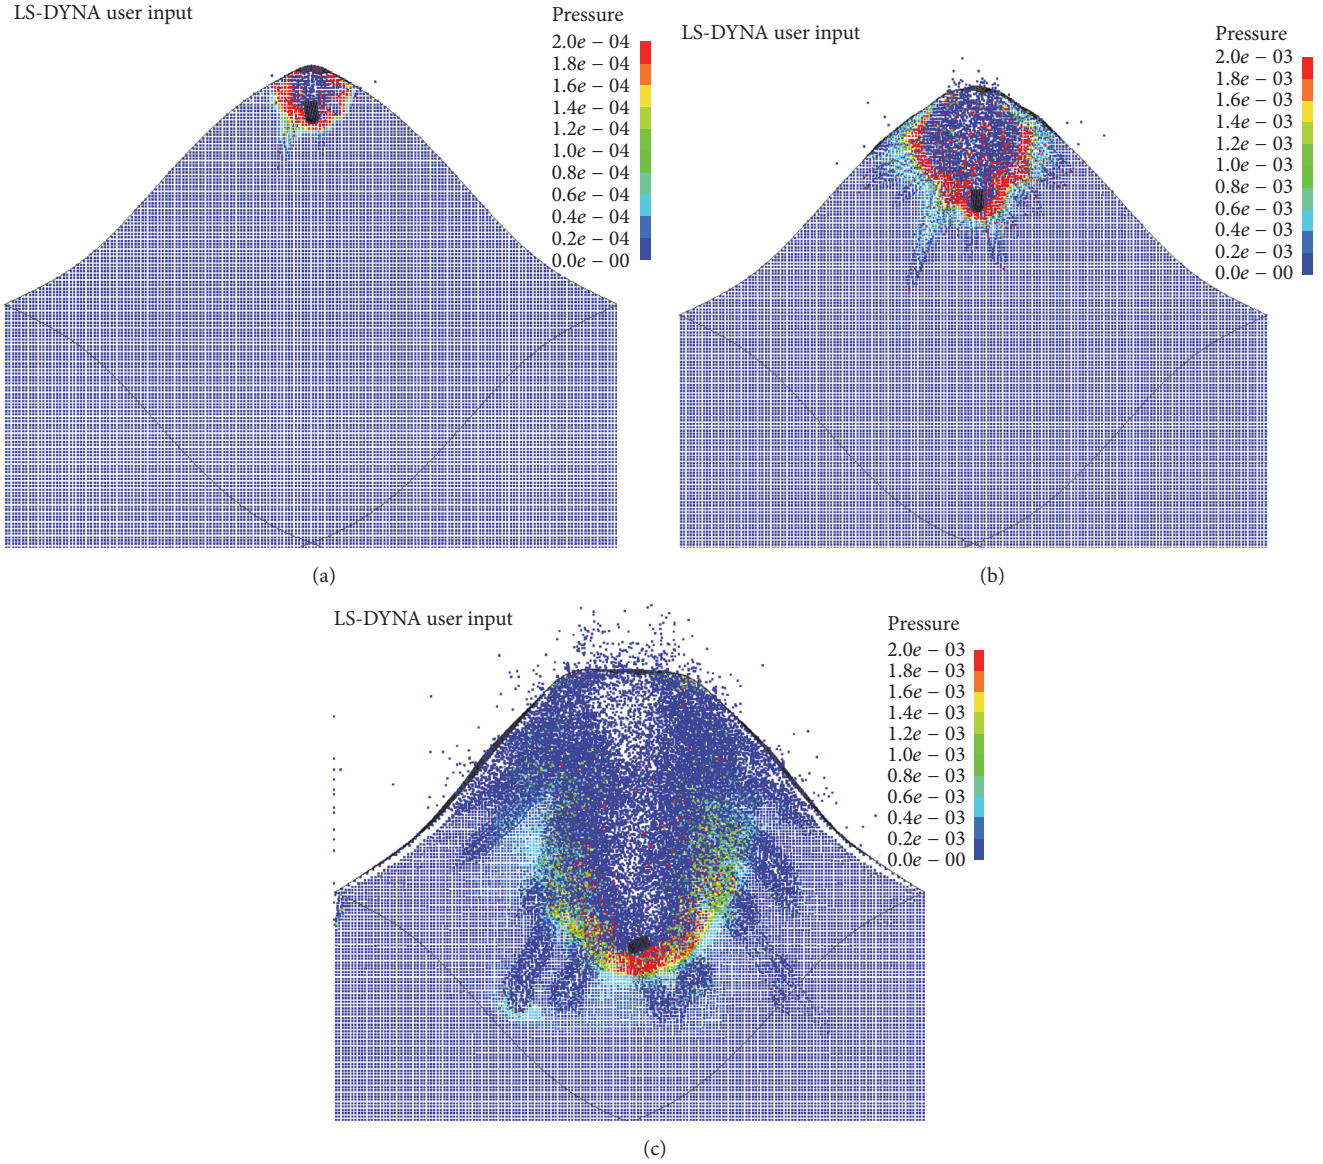 LS-DYNA user input
Pressure
2.0e − 04
1.8e − 04
1.6e − 04
1.4e − 04
1.2e − 04
1.0e − 04
0.8e − 04
0.6e − 04
0.4e − 04
0.2e − 04
0.0e − 00
(a)
LS-DYNA user input
Pressure
2.0e − 03
1.8e − 03
1.6e − 03
1.4e − 03
1.2e − 03
1.0e − 03
0.8e − 03
0.6e − 03
0.4e − 03
0.2e − 03
0.0e − 00
(b)
LS-DYNA user input
Pressure
2.0e − 03
1.8e − 03
1.6e − 03
1.4e − 03
1.2e − 03
1.0e − 03
0.8e − 03
0.6e − 03
0.4e − 03
0.2e − 03
0.0e − 00
(c)